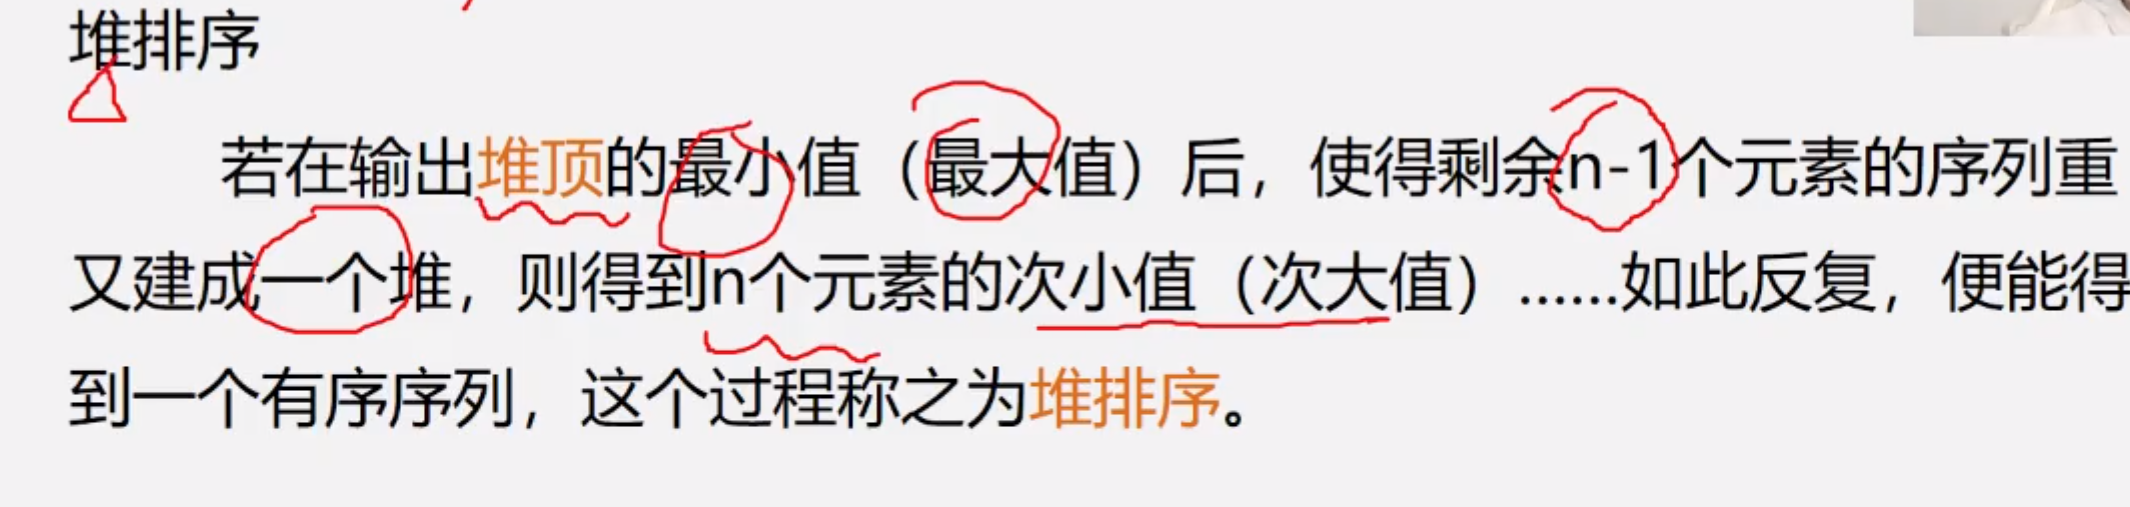 堆排序
若在输出堆顶的最小值（最大值）后，使得剩余n-1个元素的序列重
又建成一个堆，则得到n个元素的次小值（次大值）……如此反复，便能得
到一个有序序列，这个过程称之为堆排序。